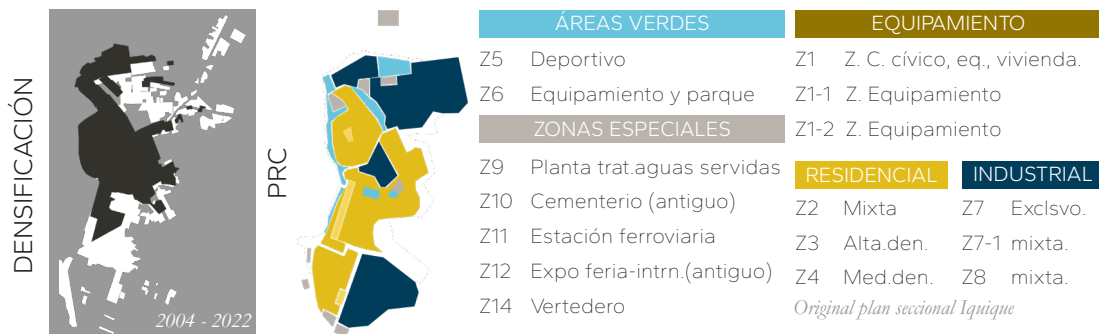 DENSIFICACIÓN
2004 - 2022
PRC
ÁREAS VERDES
Z5 Deportivo
Z6 Equipamiento y parque
ZONAS ESPECIALES
Z9 Planta trat.aguas servidas
Z10 Cementerio (antiguo)
Z11 Estación ferroviaria
Z12 Expo feria-intrn.(antiguo)
Z14 Vertedero
EQUIPAMIENTO
Z1 Z. C. cívico, eq., vivienda.
Z1-1 Z. Equipamiento
Z1-2 Z. Equipamiento
RESIDENCIAL
Z2 Mixta
Z3 Alta.den.
Z4 Med.den.
INDUSTRIAL
Z7 Exclsvo.
Z7-1 mixta.
Z8 mixta.
Original plan seccional Iquique